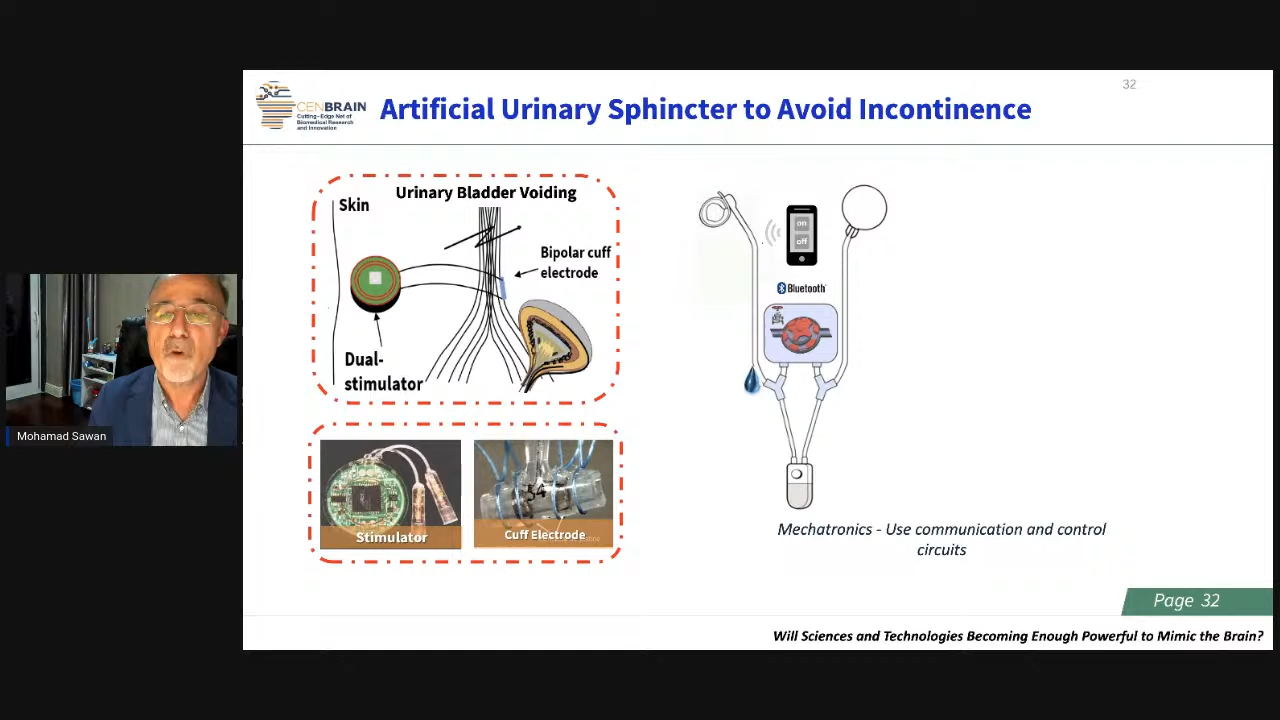 32
CENBRAIN
Cutting-Edge Net of
Biomedical Research
and Innovation
Artificial Urinary Sphincter to Avoid Incontinence
Urinary Bladder Voiding
Skin
Bipolar cuff
electrode
Dual-
stimulator
Stimulator
Cuff Electrode
on
off
Bluetooth
Mechatronics - Use communication and control
circuits
Mohamad Sawan
Page 32
Will Sciences and Technologies Becoming Enough Powerful to Mimic the Brain?